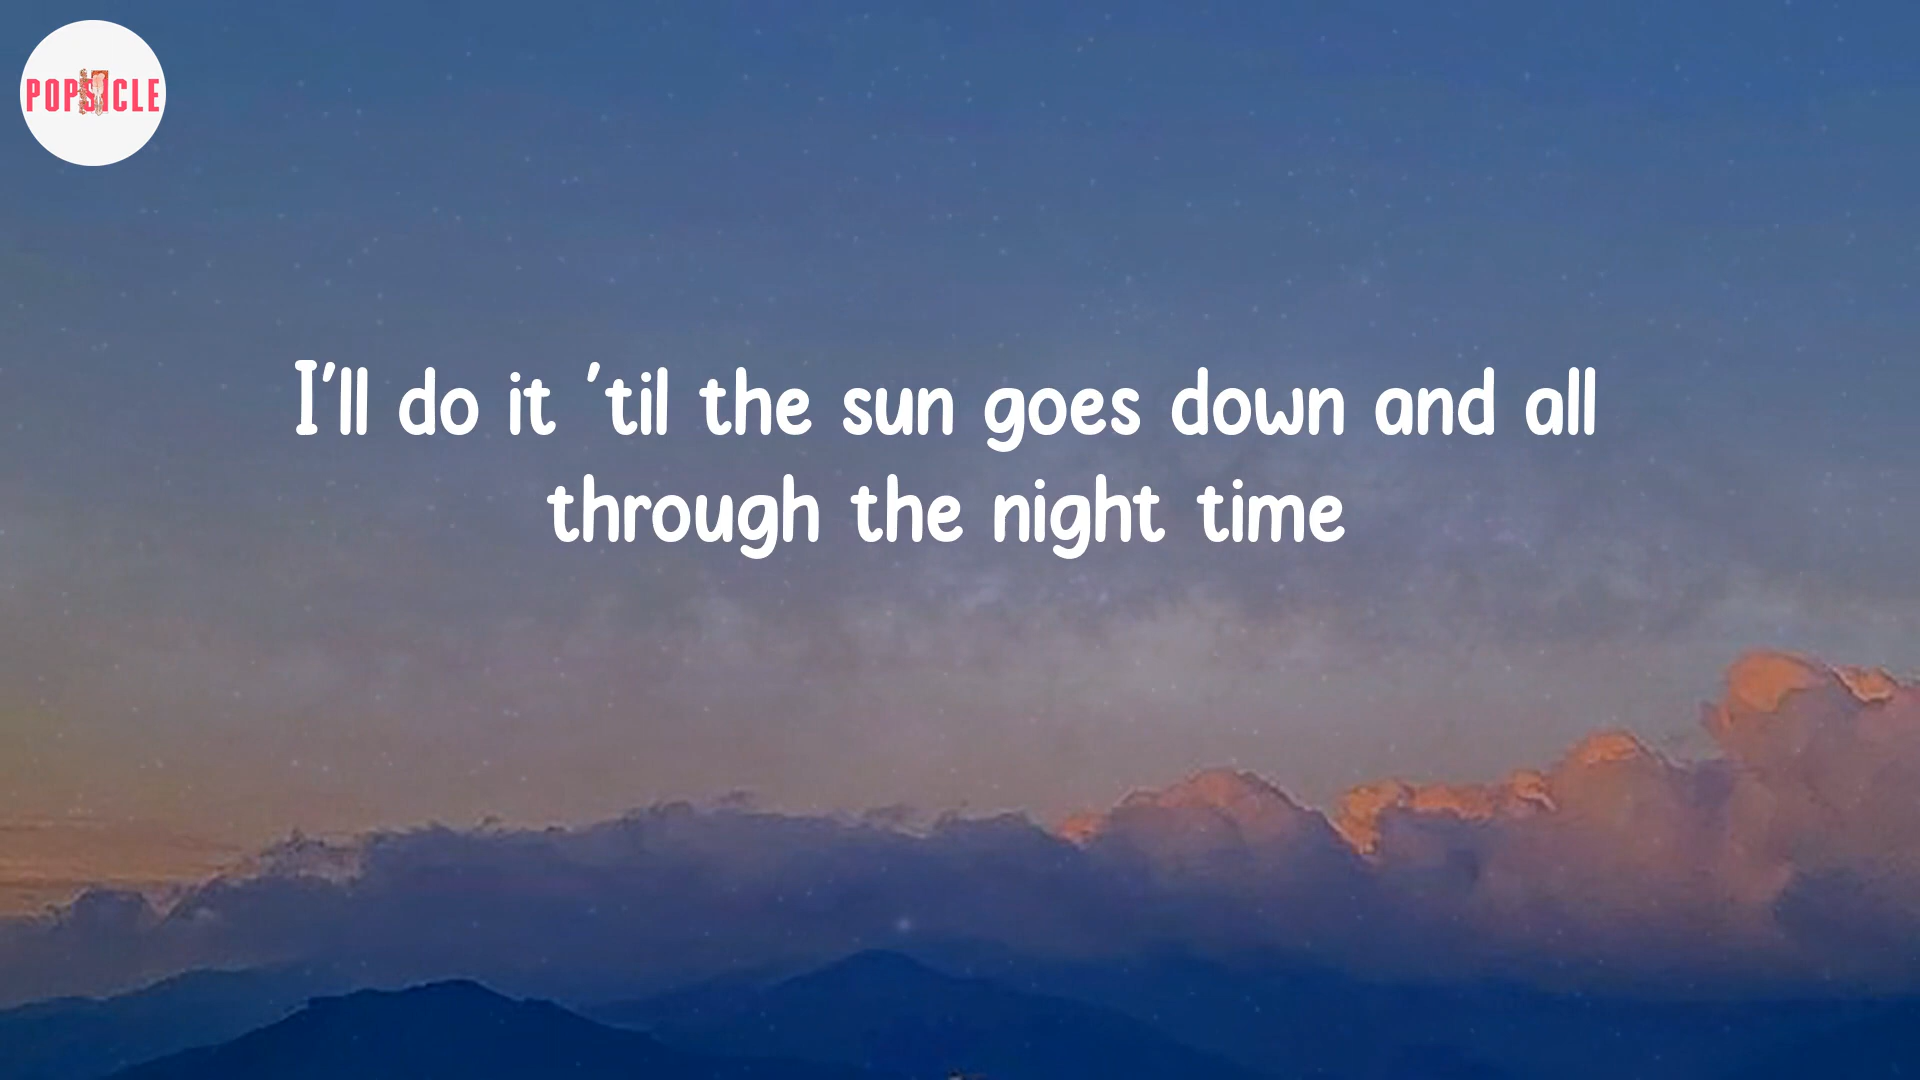 POPSICLE
I'll do it 'til the sun goes down and all
through the night time